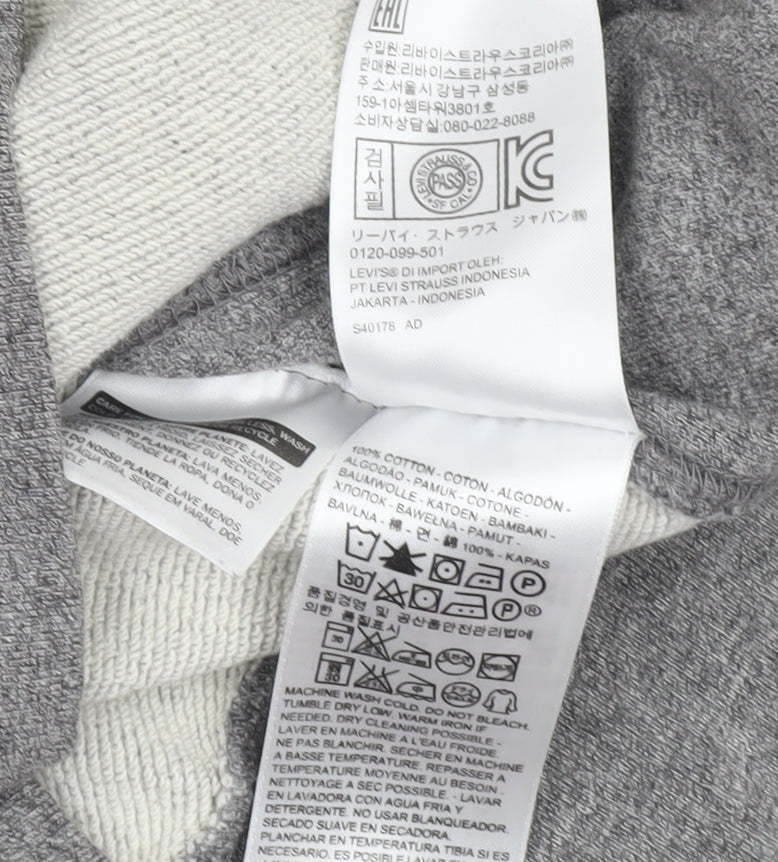 EAC
수입원:리바이스트라우스코리아㈜
판매원:리바이스트라우스코리아㈜
주 소:서울시 강남구 삼성동
159-1아셈타워3801호
소비자상담실:080-022-8088
검사필
LEVI STRAUSS & CO
PASS
SF CAL
KC
リーバイ・ストラウス ジャパン㈱
0120-099-501
LEVI'S® DI IMPORT OLEH:
PT LEVI STRAUSS INDONESIA
JAKARTA - INDONESIA
S40178 AD
CARE LESS, WASH
RECYCLE
PLANETE: LAVEZ
LAISSEZ SÉCHER
DONNEZ OU RECYCLEZ
NUESTRO PLANETA: LAVA MENOS,
TIENDE LA ROPA, DONA O
DO NOSSO PLANETA: LAVE MENOS,
ÁGUA FRIA, SEQUE EM VARAL, DOE
100% COTTON - COTON - ALGODÓN -
ALGODÃO - PAMUK - COTONE -
BAUMWOLLE - KATOEN - BAMBAKI -
ХЛОПОК - BAWEŁNA - PAMUT -
BAVLNA - 棉 - 면 - 綿 100% - KAPAS
P
30 P®
품질경영 및 공산품안전관리법에
의한 품질표시
30
30
MACHINE WASH COLD. DO NOT BLEACH.
TUMBLE DRY LOW. WARM IRON IF
NEEDED. DRY CLEANING POSSIBLE -
LAVER EN MACHINE A L'EAU FROIDE.
NE PAS BLANCHIR. SECHER EN MACHINE
A BASSE TEMPERATURE. REPASSER A
TEMPERATURE MOYENNE AU BESOIN.
NETTOYAGE A SEC POSSIBLE. - LAVAR
EN LAVADORA CON AGUA FRIA Y
DETERGENTE. NO USAR BLANQUEADOR.
SECADO SUAVE EN SECADORA.
PLANCHAR EN TEMPERATURA TIBIA SI ES
NECESARIO. ES POSIBLE LAVAR